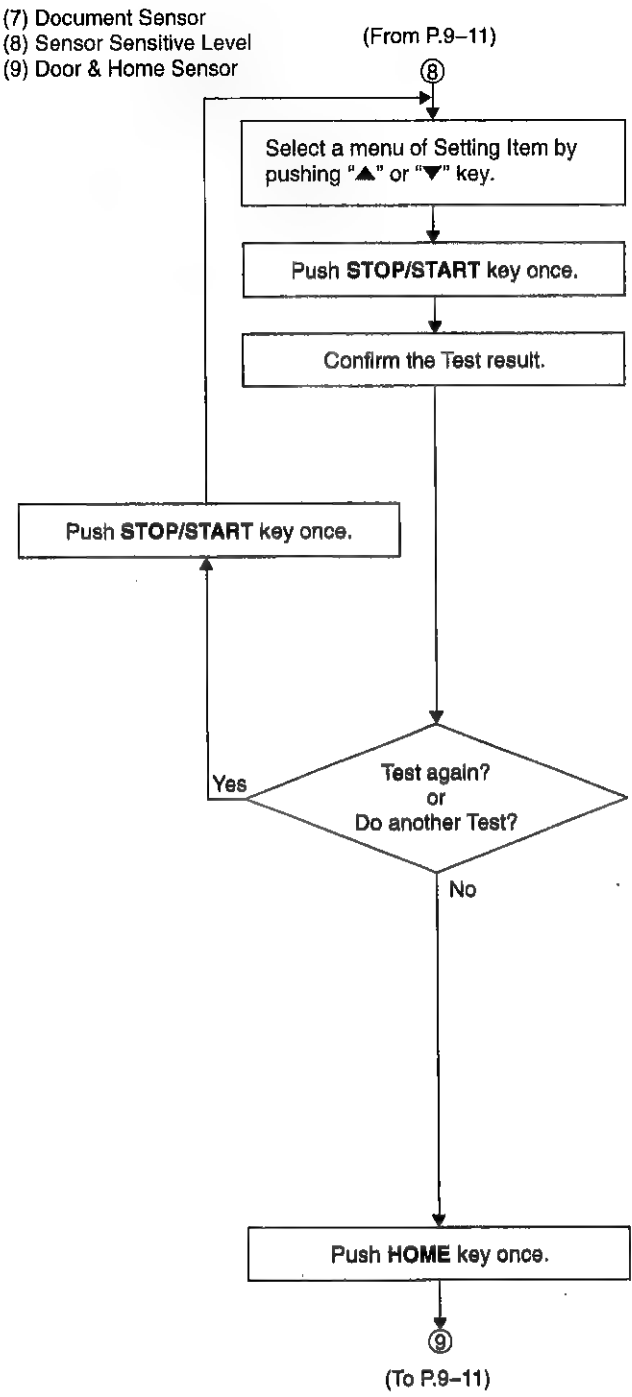 (7) Document Sensor
(8) Sensor Sensitive Level
(9) Door & Home Sensor
(From P.9–11)
⑧
Select a menu of Setting Item by
pushing "▲" or "▼" key.
Push STOP/START key once.
Confirm the Test result.
Push STOP/START key once.
Test again?
or
Do another Test?
Yes
No
Push HOME key once.
⑨
(To P.9–11)